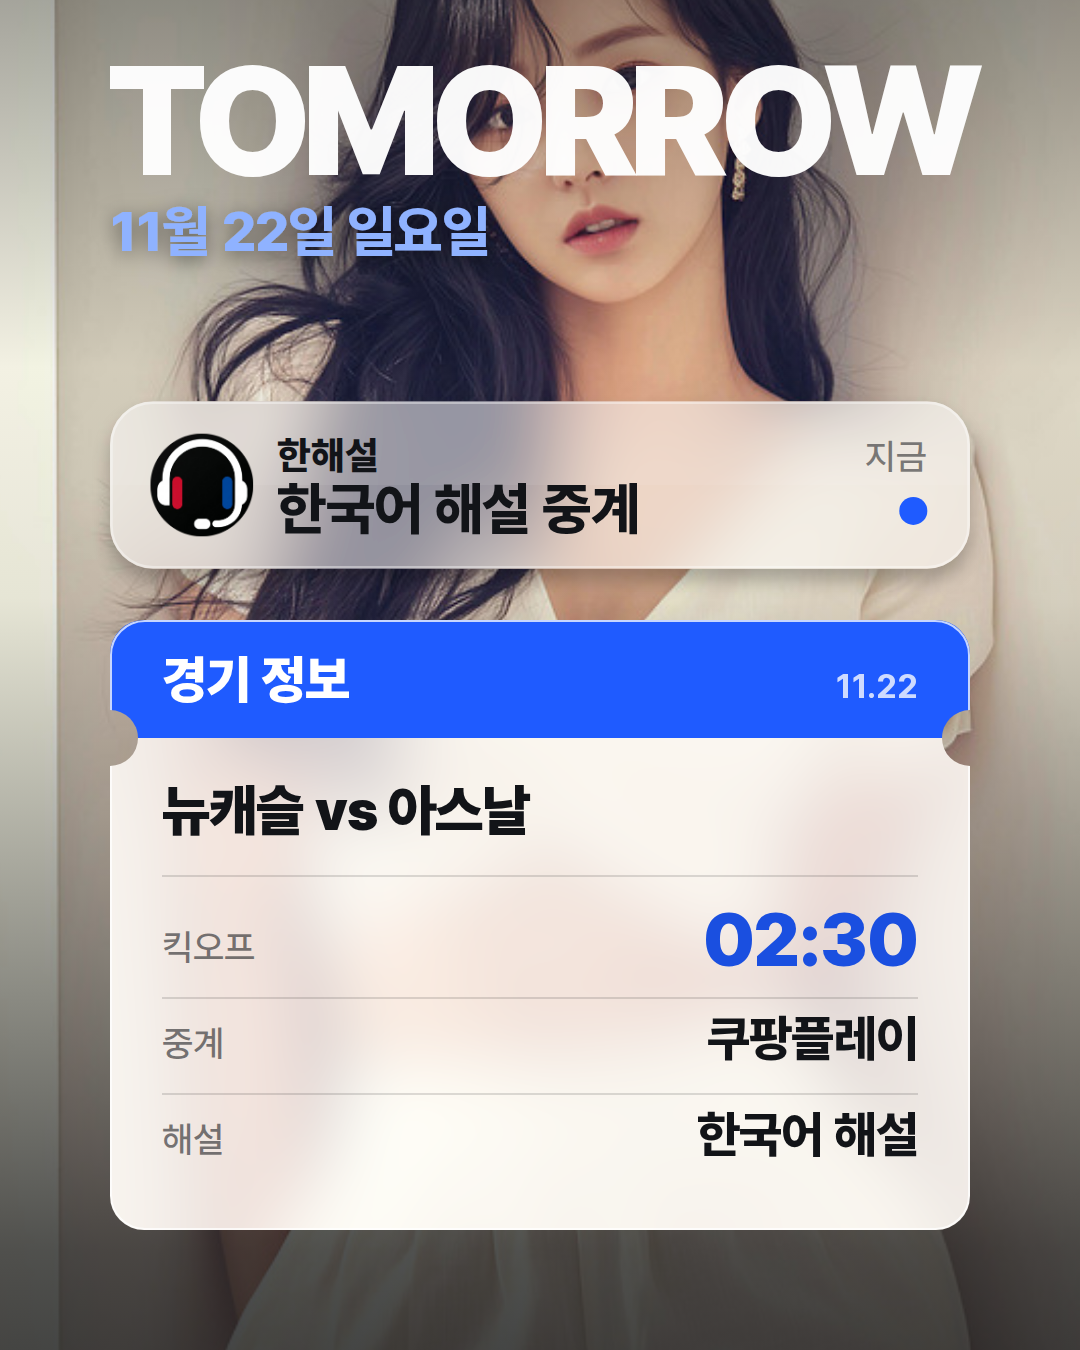 TOMORROW
11월 22일 일요일
한해설
지금
한국어 해설 중계
경기 정보
11.22
뉴캐슬 vs 아스날
킥오프
02:30
중계
쿠팡플레이
해설
한국어 해설